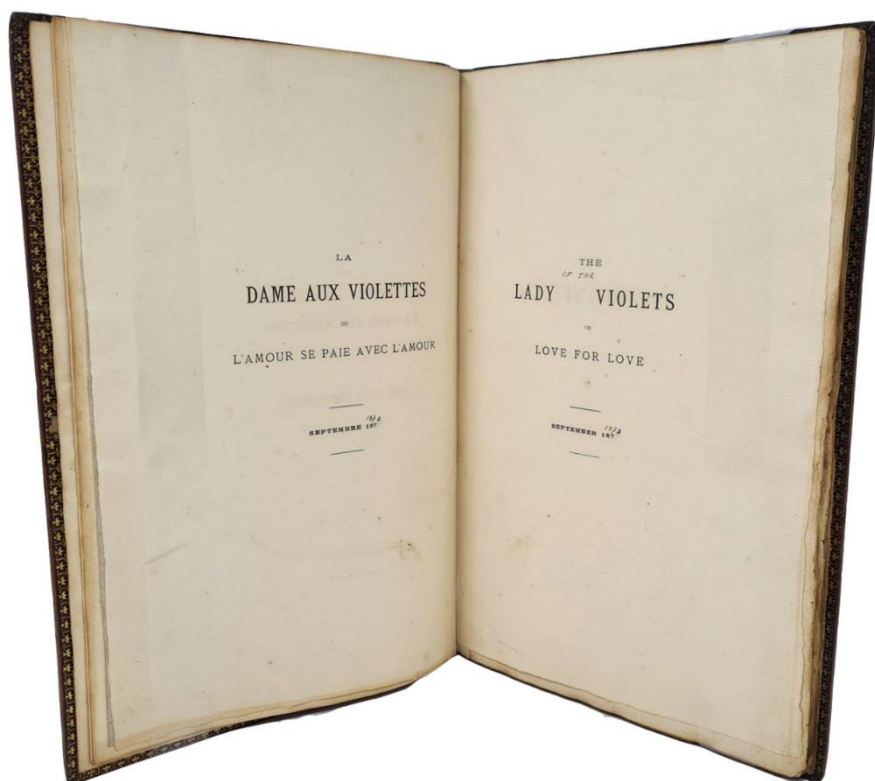 LA
DAME AUX VIOLETTES
OU
L'AMOUR SE PAIE AVEC L'AMOUR
SEPTEMBRE 187
THE
OF THE
LADY VIOLETS
OR
LOVE FOR LOVE
SEPTEMBER 187